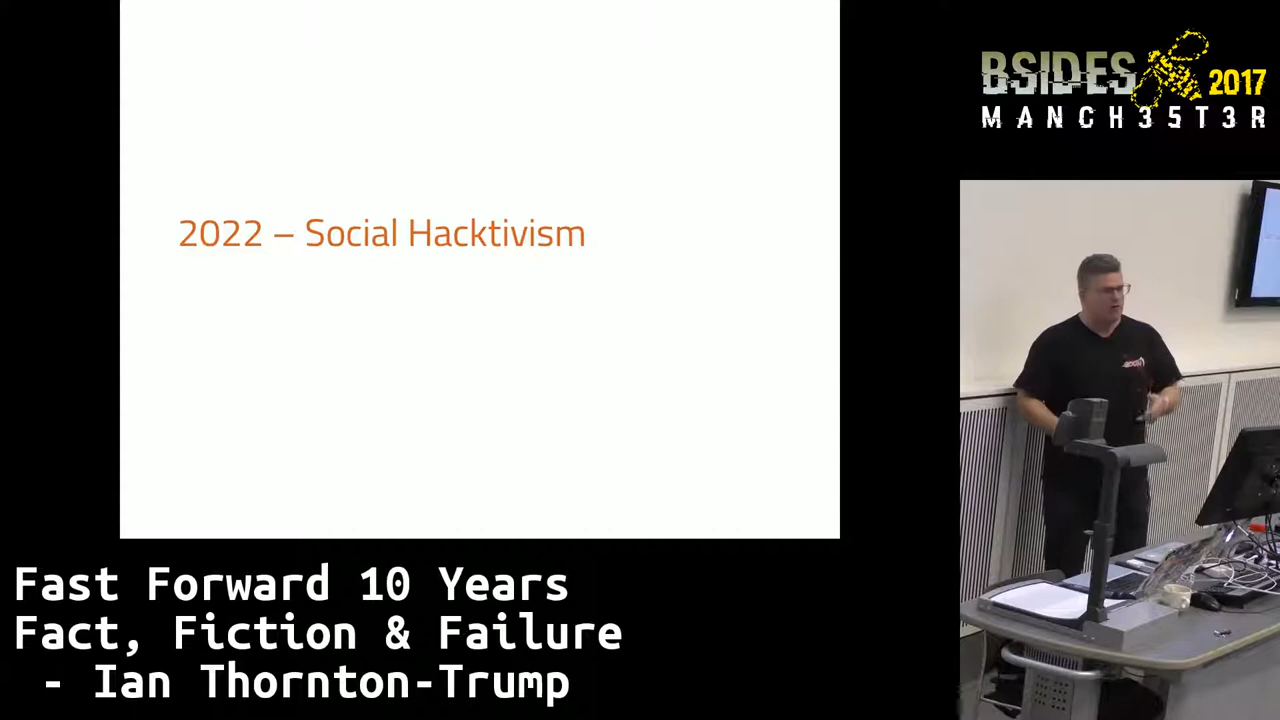 BSIDES 2017
MANCH35T3R
2022 – Social Hacktivism
Fast Forward 10 Years
Fact, Fiction & Failure
- Ian Thornton-Trump